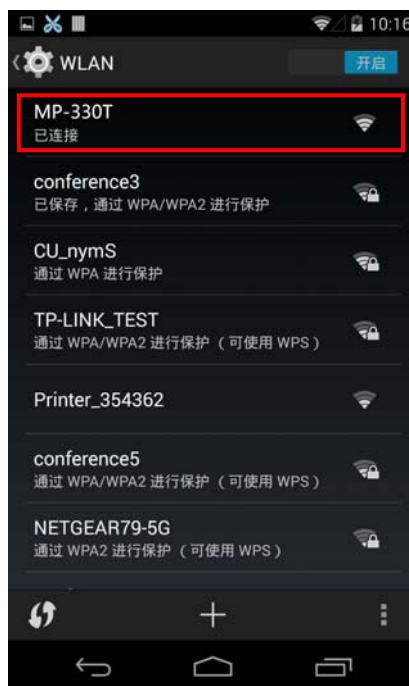 10:16
WLAN
开启
MP-330T
已连接
conference3
已保存，通过 WPA/WPA2 进行保护
CU_nymS
通过 WPA 进行保护
TP-LINK_TEST
通过 WPA/WPA2 进行保护 （可使用 WPS）
Printer_354362
conference5
通过 WPA/WPA2 进行保护 （可使用 WPS）
NETGEAR79-5G
通过 WPA2 进行保护 （可使用 WPS）